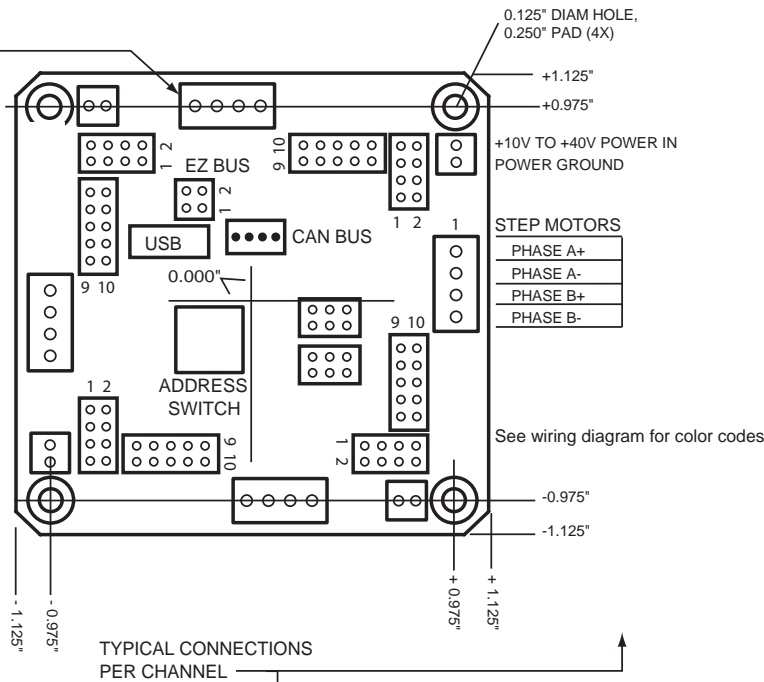 0.125" DIAM HOLE,
0.250" PAD (4X)
+1.125"
+0.975"
+10V TO +40V POWER IN
POWER GROUND
1 2
EZ BUS
1 2
9 10
1 2
1
STEP MOTORS
PHASE A+
PHASE A-
PHASE B+
PHASE B-
USB
CAN BUS
0.000"
9 10
9 10
ADDRESS
SWITCH
1 2
9
10
1
2
See wiring diagram for color codes
-0.975"
-1.125"
- 1.125"
- 0.975"
+ 0.975"
+ 1.125"
TYPICAL CONNECTIONS
PER CHANNEL